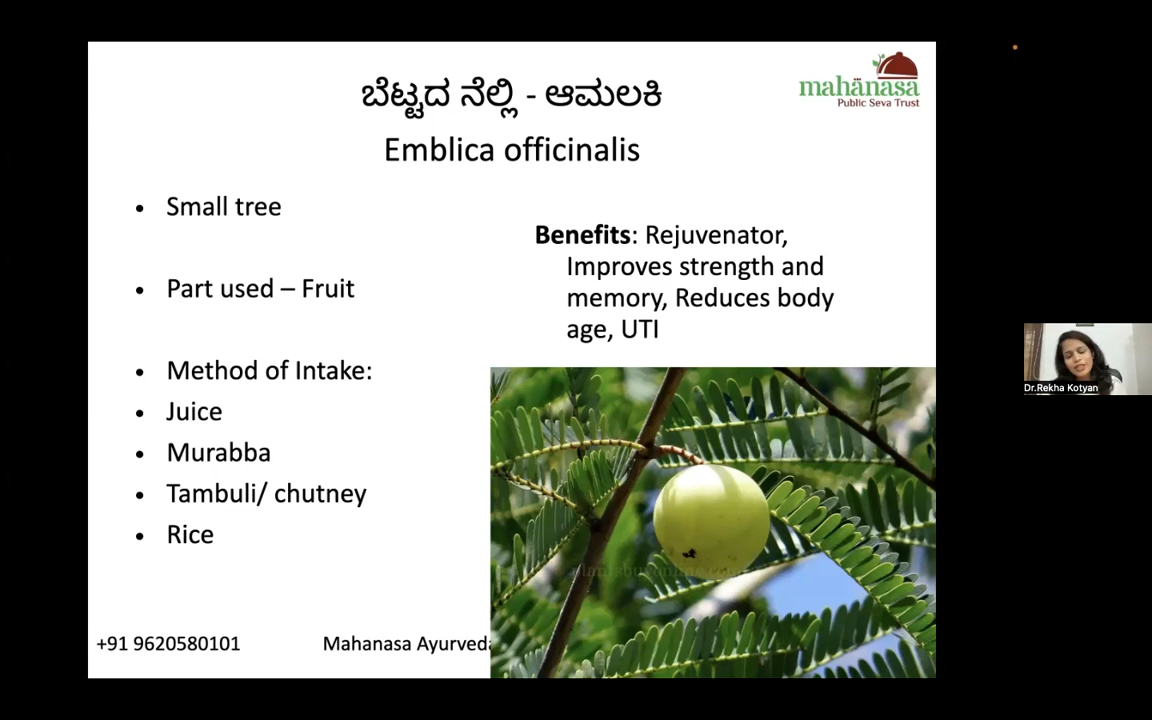 ಬೆಟ್ಟದ ನೆಲ್ಲಿ - ಆಮಲಕಿ
mahänasa
Public Seva Trust
Emblica officinalis
• Small tree
• Part used – Fruit
• Method of Intake:
• Juice
• Murabba
• Tambuli/ chutney
• Rice
Benefits: Rejuvenator,
Improves strength and
memory, Reduces body
age, UTI
Dr.Rekha Kotyan
+91 9620580101
Mahanasa Ayurveda